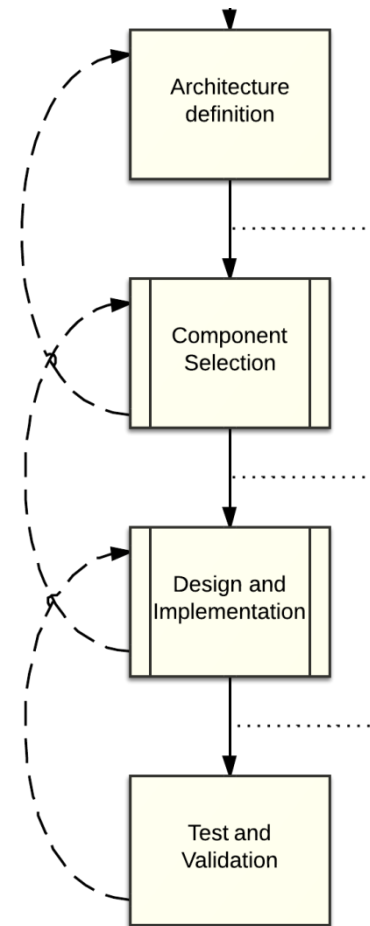 Architecture
definition
Component
Selection
Design and
Implementation
Test and
Validation